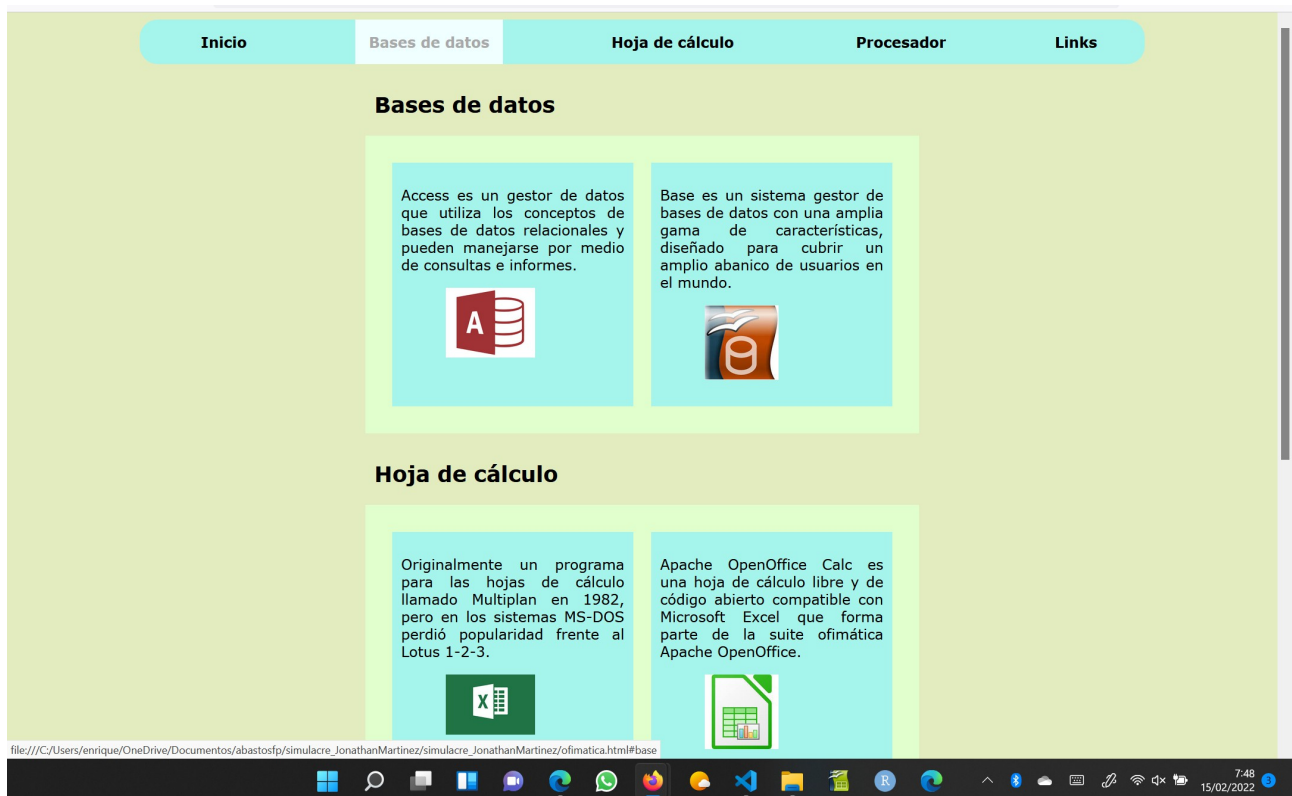 Inicio Bases de datos Hoja de cálculo Procesador Links
Bases de datos
Access es un gestor de datos
que utiliza los conceptos de
bases de datos relacionales y
pueden manejarse por medio
de consultas e informes.
A
Base es un sistema gestor de
bases de datos con una amplia
gama de características,
diseñado para cubrir un
amplio abanico de usuarios en
el mundo.
Hoja de cálculo
Originalmente un programa
para las hojas de cálculo
llamado Multiplan en 1982,
pero en los sistemas MS-DOS
perdió popularidad frente al
Lotus 1-2-3.
X
Apache OpenOffice Calc es
una hoja de cálculo libre y de
código abierto compatible con
Microsoft Excel que forma
parte de la suite ofimática
Apache OpenOffice.
file:///C:/Users/enrique/OneDrive/Documentos/abastosfp/simulacre_JonathanMartinez/simulacre_JonathanMartinez/ofimatica.html#base
R
7:48
15/02/2022
3